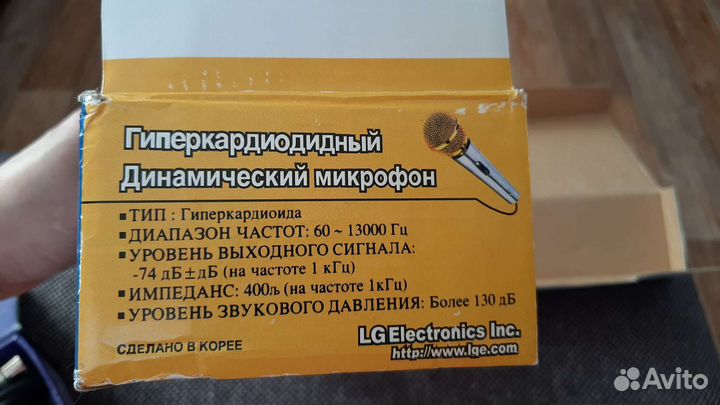 Гиперкардиодидный
Динамический микрофон
▪ТИП : Гиперкардиоида
▪ДИАПАЗОН ЧАСТОТ: 60 ~ 13000 Гц
▪УРОВЕНЬ ВЫХОДНОГО СИГНАЛА:
-74 дБ±дБ (на частоте 1 кГц)
▪ИМПЕДАНС: 400љ (на частоте 1кГц)
▪УРОВЕНЬ ЗВУКОВОГО ДАВЛЕНИЯ: Более 130 дБ
LG Electronics Inc.
СДЕЛАНО В КОРЕЕ
http://www.lge.com
Avito